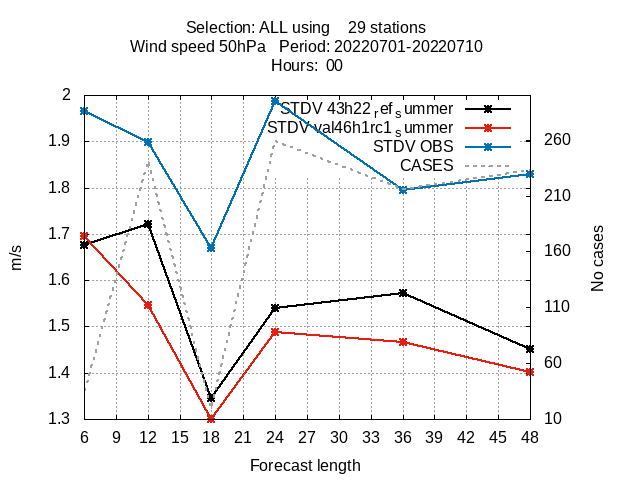 Selection: ALL using 29 stations
Wind speed 50hPa Period: 20220701-20220710
Hours: 00
STDV 43h22_ref_summer
STDV val46h1rc1_summer
STDV OBS
CASES
2
1.9
1.8
1.7
1.6
1.5
1.4
1.3
m/s
260
210
160
110
60
10
No cases
6 9 12 15 18 21 24 27 30 33 36 39 42 45 48
Forecast length